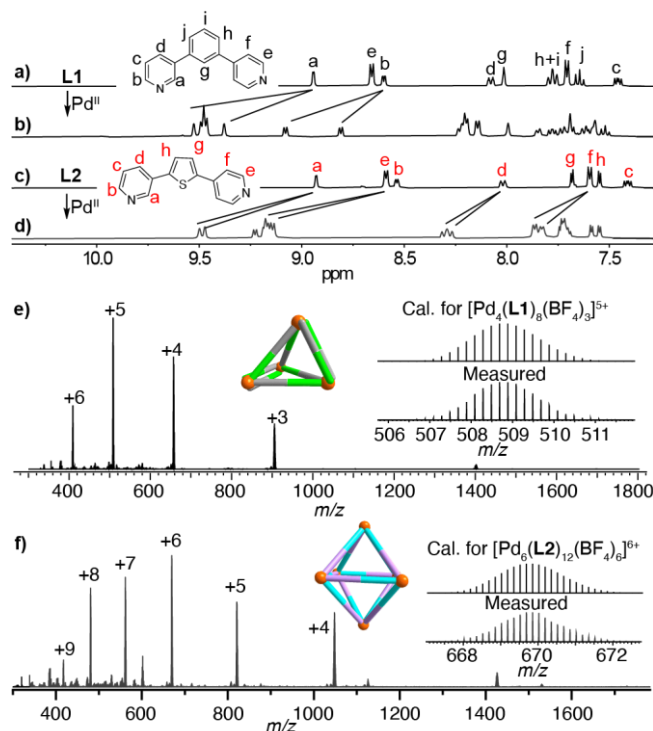 i
j h
d f
c e
g
b a
N N
a)
L1
a
e
b
d
g
h+i
f
j
c
PdII
b)
h g
c)
L2
c d f
b a S e
N N
a
e
b
d
g
f
h
c
PdII
d)
10.0 9.5 9.0 8.5 8.0 7.5
ppm
e)
+5
+4
+6
+3
Cal. for [Pd4(L1)8(BF4)3]5+
Measured
506 507 508 509 510 511
m/z
400 600 800 1000 1200 1400 1600 1800
m/z
f)
+6
+7
+8
+5
+4
+9
Cal. for [Pd6(L2)12(BF4)6]6+
Measured
668 670 672
m/z
400 600 800 1000 1200 1400 1600
m/z